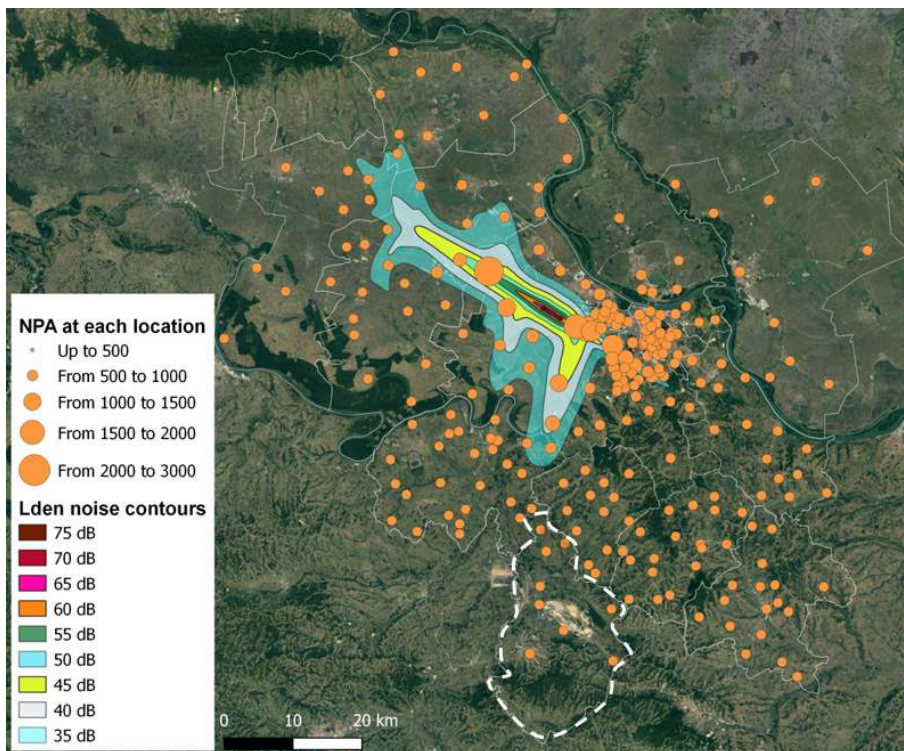 NPA at each location
Up to 500
From 500 to 1000
From 1000 to 1500
From 1500 to 2000
From 2000 to 3000
Lden noise contours
75 dB
70 dB
65 dB
60 dB
55 dB
50 dB
45 dB
40 dB
35 dB
0 10 20 km